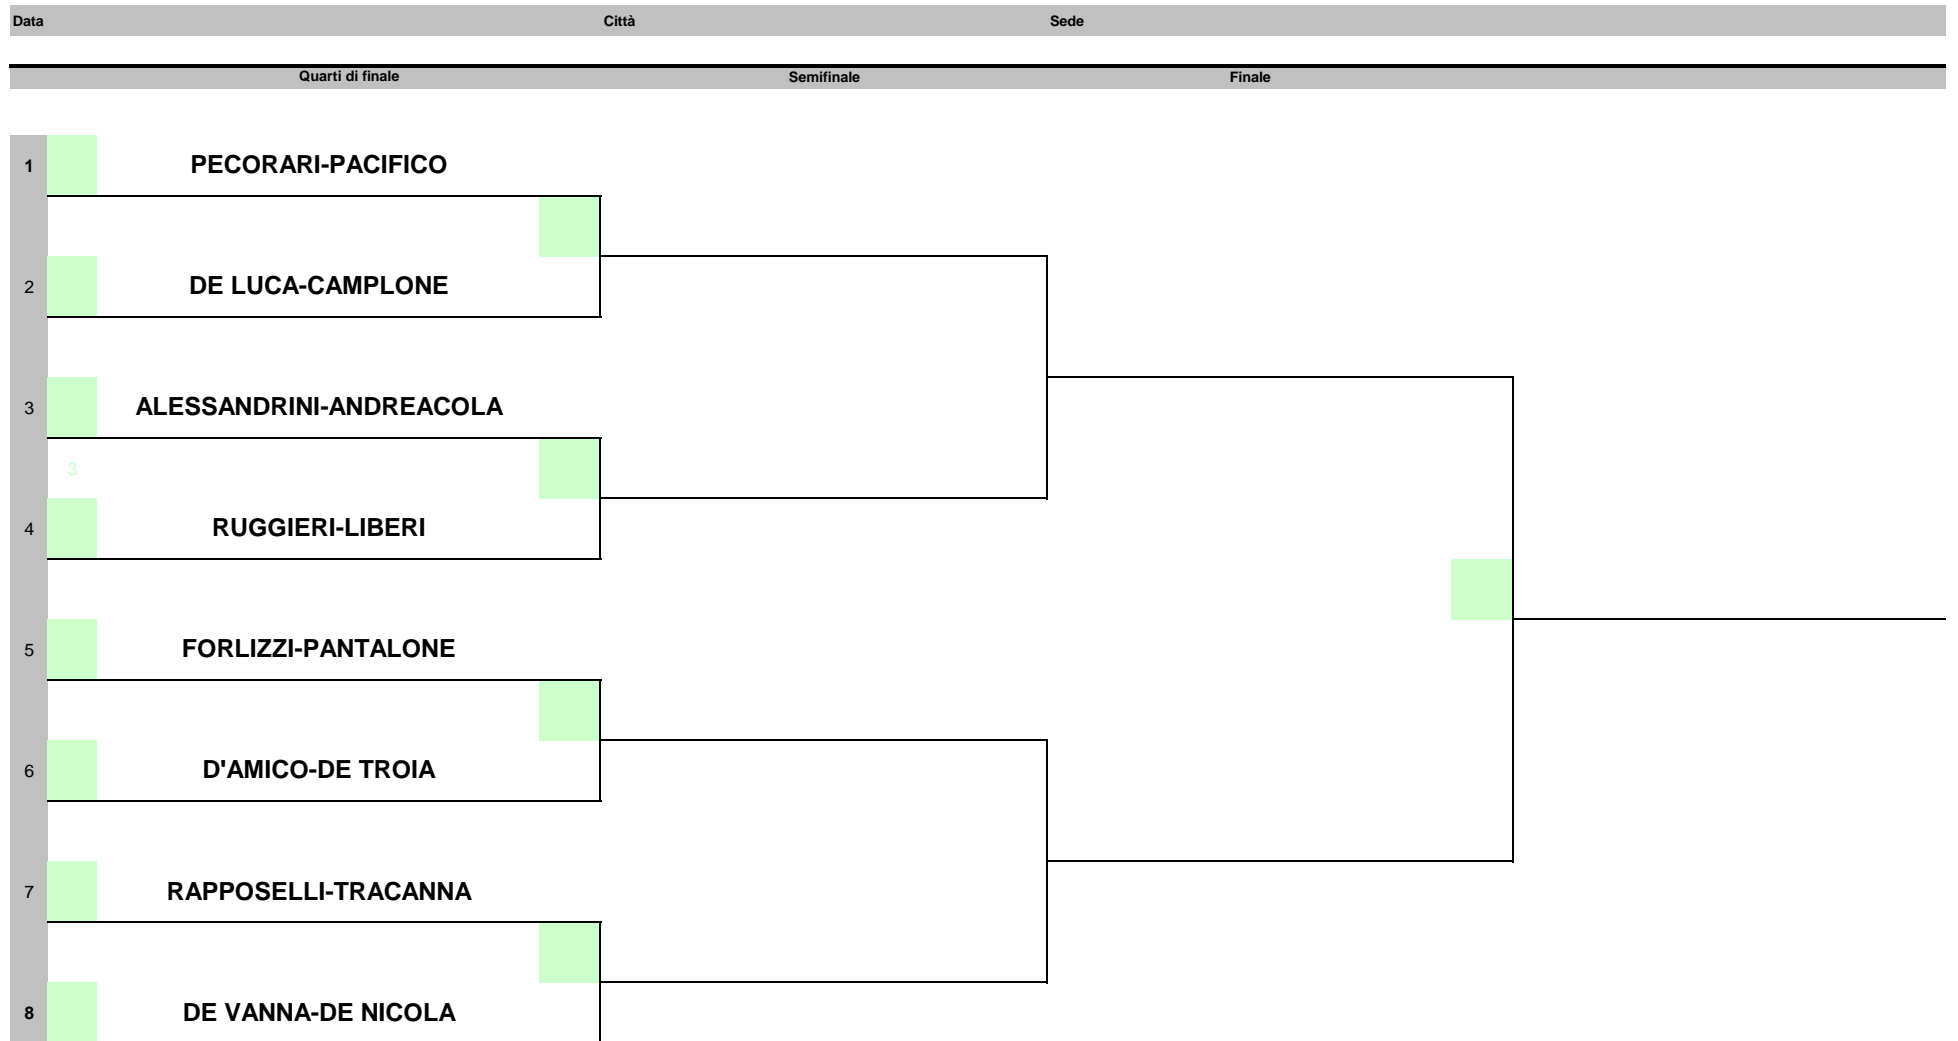 Data Città Sede
Quarti di finale Semifinale Finale
1 PECORARI-PACIFICO
2 DE LUCA-CAMPLONE
3 ALESSANDRINI-ANDREACOLA
3
4 RUGGIERI-LIBERI
5 FORLIZZI-PANTALONE
6 D'AMICO-DE TROIA
7 RAPPOSELLI-TRACANNA
8 DE VANNA-DE NICOLA